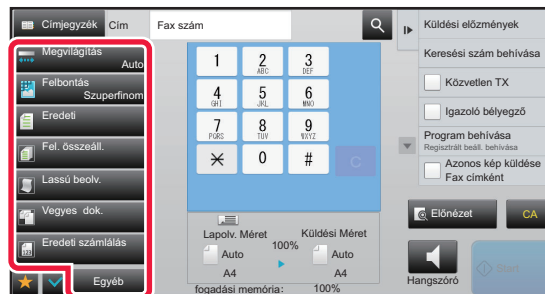 Címjegyzék Cím Fax szám
Megvilágítás
Auto
Felbontás
Szuperfinom
Eredeti
Fel. összeáll.
Lassú beolv.
Vegyes dok.
Eredeti számlálás
Egyéb
1 2 3
ABC DEF
4 5 6
GHI JKL MNO
7 8 9
PQRS TUV WXYZ
0 # C
Lapolv. Méret Küldési Méret
100%
Auto Auto
A4 A4
fogadási memória: 100%
Küldési előzmények
Keresési szám behívása
Közvetlen TX
Igazoló bélyegző
Program behívása
Regisztrált beáll. behívása
Azonos kép küldése
Fax címként
Előnézet CA
Hangszóró Start